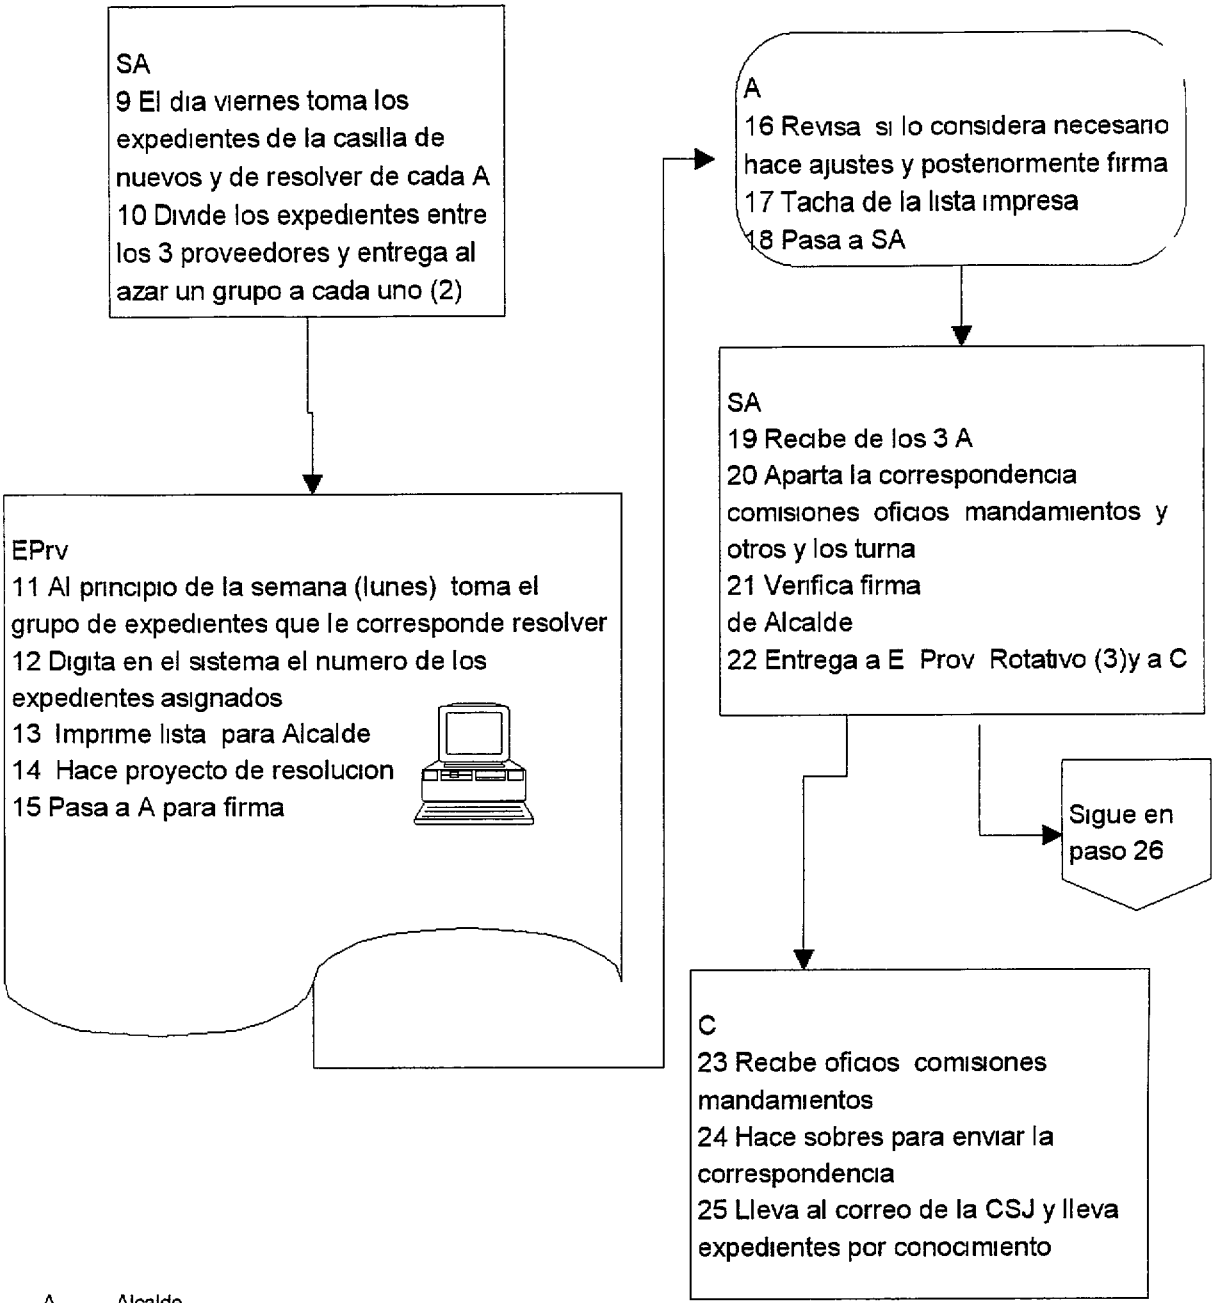 SA
9 El dia viernes toma los
expedientes de la casilla de
nuevos y de resolver de cada A
10 Divide los expedientes entre
los 3 proveedores y entrega al
azar un grupo a cada uno (2)
EPrv
11 Al principio de la semana (lunes) toma el
grupo de expedientes que le corresponde resolver
12 Digita en el sistema el numero de los
expedientes asignados
13 Imprime lista para Alcalde
14 Hace proyecto de resolucion
15 Pasa a A para firma
A
16 Revisa si lo considera necesario
hace ajustes y posteriormente firma
17 Tacha de la lista impresa
18 Pasa a SA
SA
19 Recibe de los 3 A
20 Aparta la correspondencia
comisiones oficios mandamientos y
otros y los turna
21 Verifica firma
de Alcalde
22 Entrega a E Prov Rotativo (3)y a C
Sigue en
paso 26
C
23 Recibe oficios comisiones
mandamientos
24 Hace sobres para enviar la
correspondencia
25 Lleva al correo de la CSJ y lleva
expedientes por conocimiento
A Alcalde